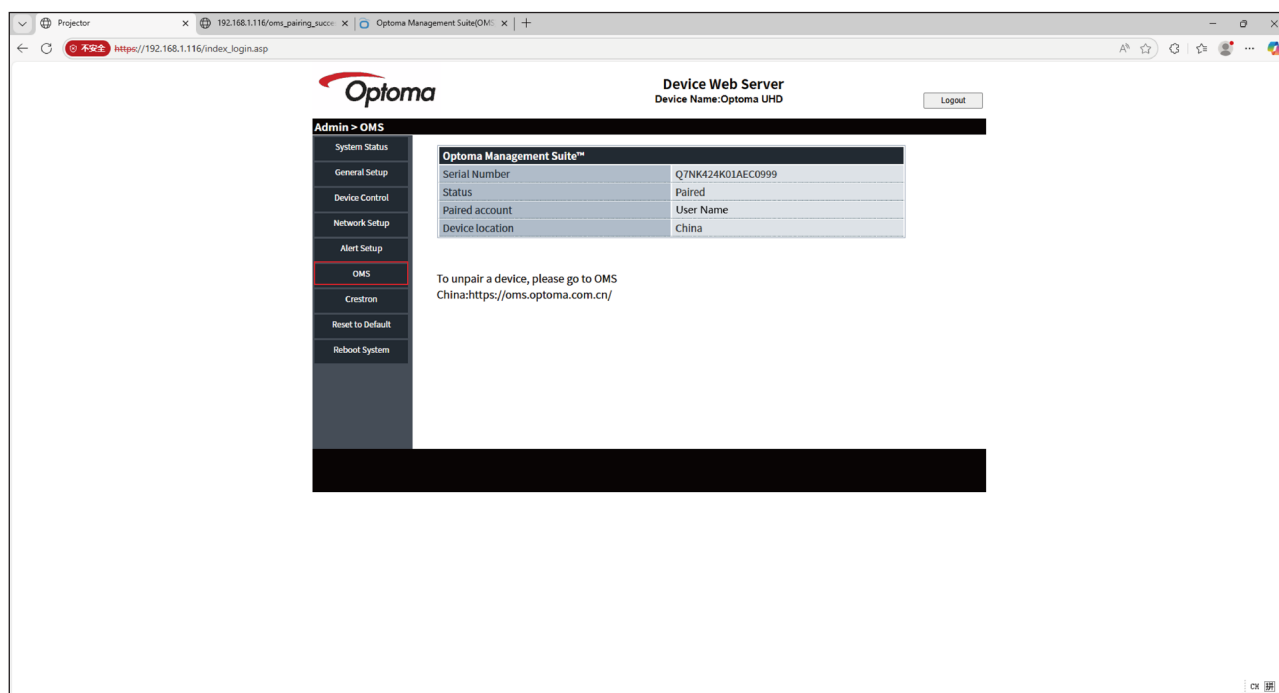 Projector
192.168.1.116/oms_pairing_succe
Optoma Management Suite(OMS
不安全 https://192.168.1.116/index_login.asp
Optoma
Device Web Server
Device Name:Optoma UHD
Logout
Admin > OMS
System Status
General Setup
Device Control
Network Setup
Alert Setup
OMS
Crestron
Reset to Default
Reboot System
Optoma Management Suite™
Serial Number Q7NK424K01AEC0999
Status Paired
Paired account User Name
Device location China
To unpair a device, please go to OMS
China:https://oms.optoma.com.cn/
CH 拼